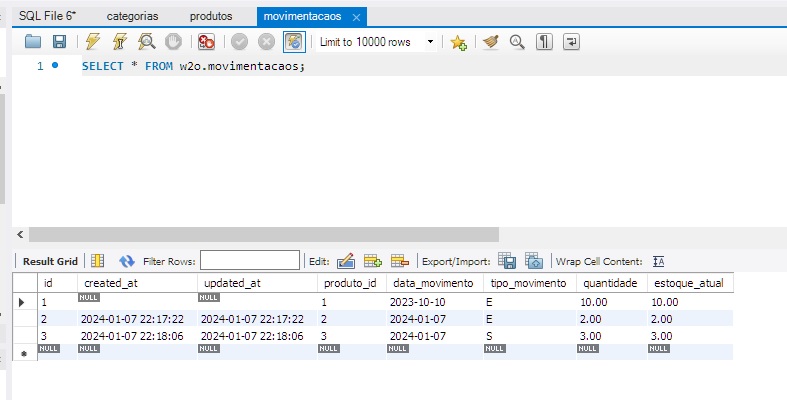 SQL File 6* categorias produtos movimentacaos
Limit to 10000 rows
1 SELECT * FROM w2o.movimentacaos;
Result Grid Filter Rows: Edit: Export/Import: Wrap Cell Content:
id created_at updated_at produto_id data_movimento tipo_movimento quantidade estoque_atual
1 NULL NULL 1 2023-10-10 E 10.00 10.00
2 2024-01-07 22:17:22 2024-01-07 22:17:22 2 2024-01-07 E 2.00 2.00
3 2024-01-07 22:18:06 2024-01-07 22:18:06 3 2024-01-07 S 3.00 3.00
NULL NULL NULL NULL NULL NULL NULL NULL